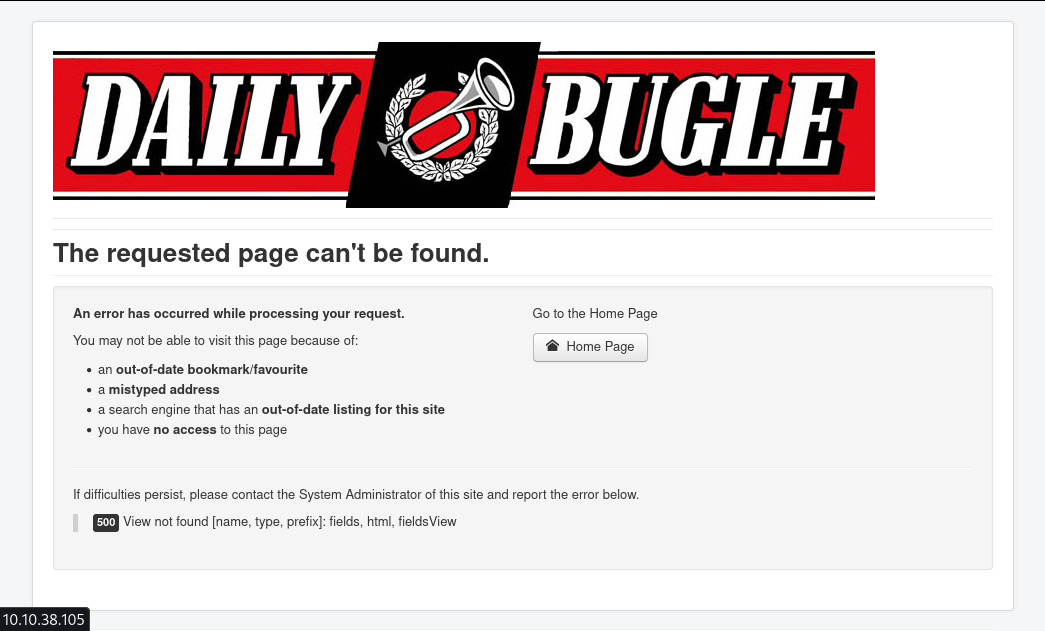 DAILY BUGLE
The requested page can't be found.
An error has occurred while processing your request.
Go to the Home Page
You may not be able to visit this page because of:
Home Page
an out-of-date bookmark/favourite
a mistyped address
a search engine that has an out-of-date listing for this site
you have no access to this page
If difficulties persist, please contact the System Administrator of this site and report the error below.
500 View not found [name, type, prefix]: fields, html, fieldsView
10.10.38.105